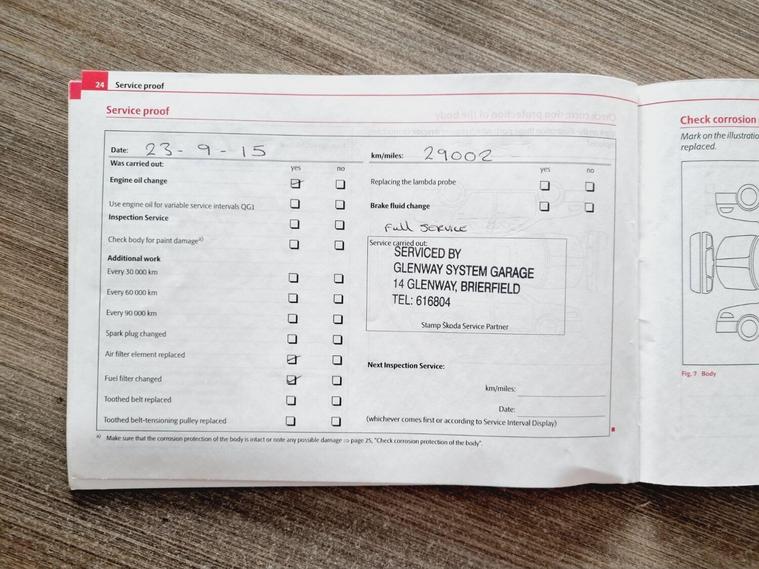 24 Service proof
Service proof
Date: 23-9-15
km/miles: 29002
Was carried out:
yes no
yes no
Engine oil change
Replacing the lambda probe
Use engine oil for variable service intervals QG1
Brake fluid change
Inspection Service
Full SERVICE
Check body for paint damage a)
Service carried out:
SERVICED BY
GLENWAY SYSTEM GARAGE
14 GLENWAY, BRIERFIELD
TEL: 616804
Stamp Škoda Service Partner
Additional work
Every 30 000 km
Every 60 000 km
Every 90 000 km
Spark plug changed
Air filter element replaced
Next Inspection Service:
Fuel filter changed
km/miles:
Toothed belt replaced
Date:
Toothed belt-tensioning pulley replaced
(whichever comes first or according to Service Interval Display)
a) Make sure that the corrosion protection of the body is intact or note any possible damage ⇒ page 25, "Check corrosion protection of the body".
Check corrosion
Mark on the illustratio
replaced.
Fig. 7 Body